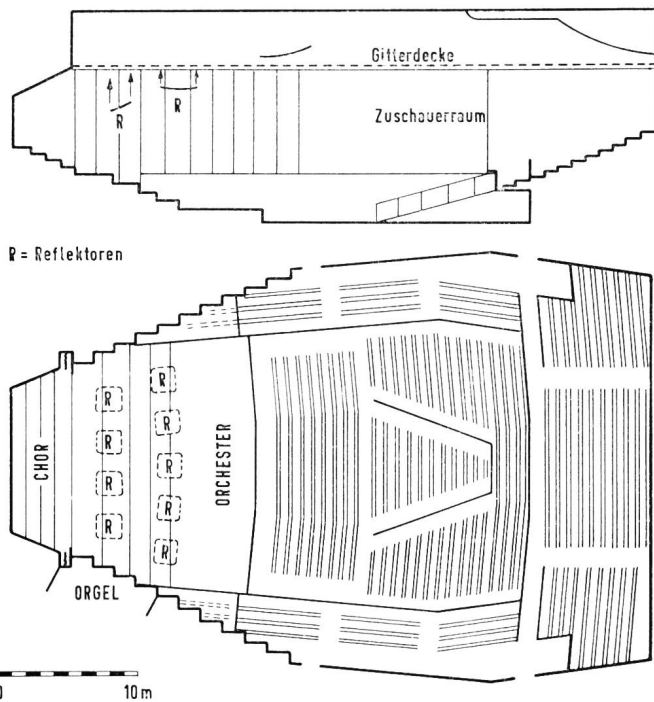 Gitterdecke
R
R
Zuschauerraum
R = Reflektoren
R
R
R
R
R
R
R
R
R
CHOR
ORCHESTER
ORGEL
0
10 m